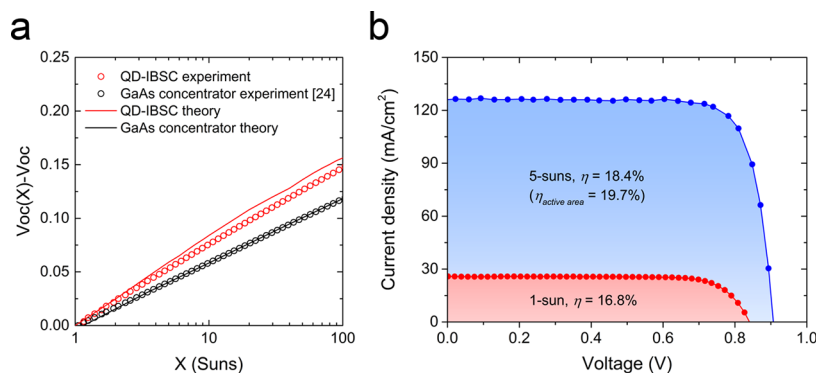 a
0.25
0.20
0.15
0.10
0.05
0.00
Voc(X)-Voc
QD-IBSC experiment
GaAs concentrator experiment [24]
QD-IBSC theory
GaAs concentrator theory
1
10
100
X (Suns)
b
150
120
90
60
30
0
Current density (mA/cm²)
5-suns, η = 18.4%
(ηactive area = 19.7%)
1-sun, η = 16.8%
0.0
0.2
0.4
0.6
0.8
1.0
Voltage (V)